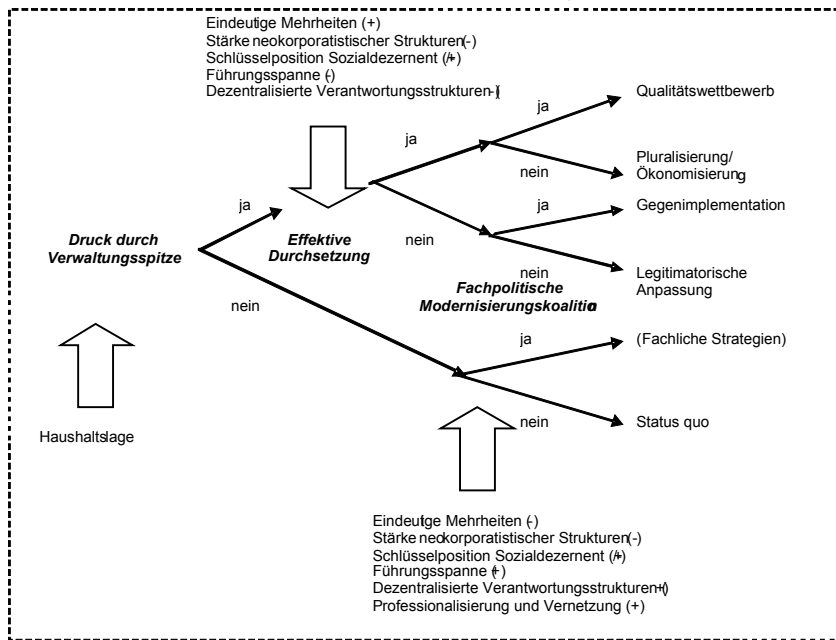 Eindeutige Mehrheiten (+)
Stärke neokorporatistischer Strukturen(-)
Schlüsselposition Sozialdezernent (/+)
Führungsspanne (-)
Dezentralisierte Verantwortungsstrukturen(-)
ja
Qualitätswettbewerb
ja
nein
Pluralisierung/
Ökonomisierung
ja
Gegenimplementation
ja
Druck durch
Verwaltungsspitze
Effektive
Durchsetzung
nein
nein
Legitimatorische
Anpassung
Fachpolitische
Modernisierungskoalition
nein
ja
(Fachliche Strategien)
nein
Status quo
Haushaltslage
Eindeutige Mehrheiten (-)
Stärke neokorporatistischer Strukturen(-)
Schlüsselposition Sozialdezernent (/+)
Führungsspanne (+)
Dezentralisierte Verantwortungsstrukturen(+)
Professionalisierung und Vernetzung (+)